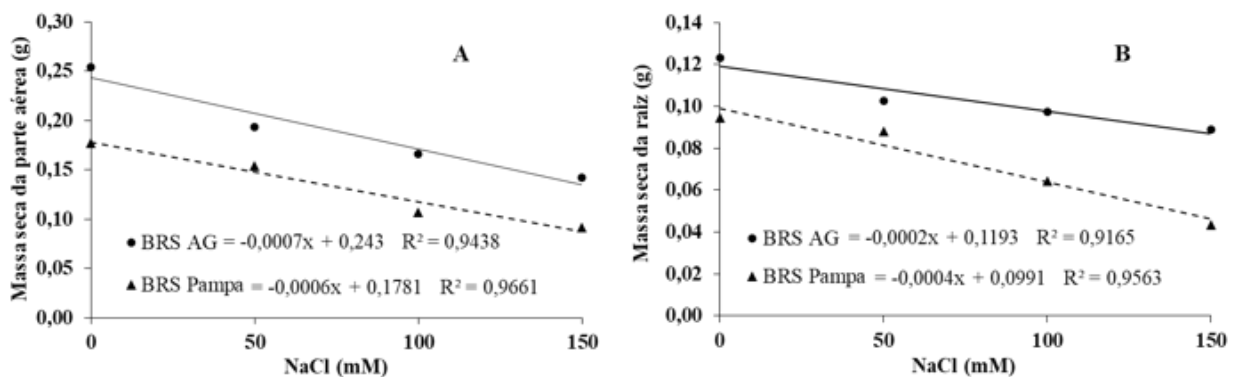 A
Massa seca da parte aérea (g)
0,30
0,25
0,20
0,15
0,10
0,05
0,00
BRS AG = -0,0007x + 0,243 R² = 0,9438
BRS Pampa = -0,0006x + 0,1781 R² = 0,9661
0 50 100 150
NaCl (mM)
B
Massa seca da raiz (g)
0,14
0,12
0,10
0,08
0,06
0,04
0,02
0,00
BRS AG = -0,0002x + 0,1193 R² = 0,9165
BRS Pampa = -0,0004x + 0,0991 R² = 0,9563
0 50 100 150
NaCl (mM)